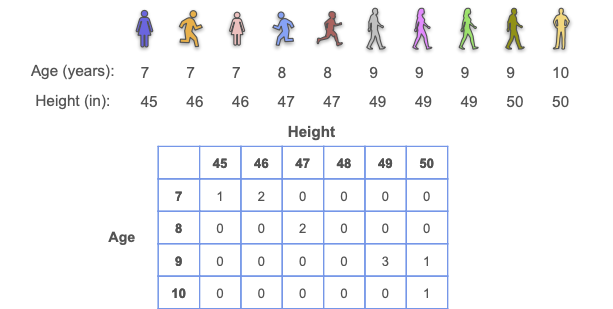 Age (years): 7 7 7 8 8 9 9 9 9 10
Height (in): 45 46 46 47 47 49 49 49 50 50
Height
45 46 47 48 49 50
7 1 2 0 0 0 0
8 0 0 2 0 0 0
Age
9 0 0 0 0 3 1
10 0 0 0 0 0 1